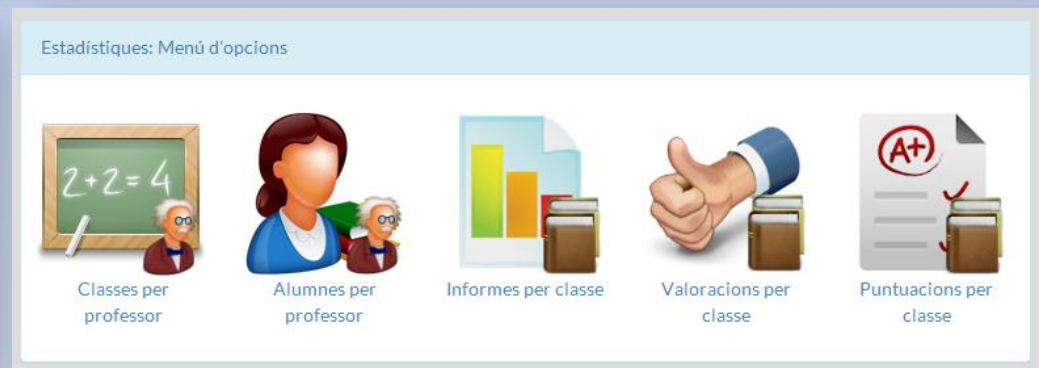 Estadístiques: Menú d'opcions
2+2=4
A+
Classes per
professor
Alumnes per
professor
Informes per classe
Valoracions per
classe
Puntuacions per
classe